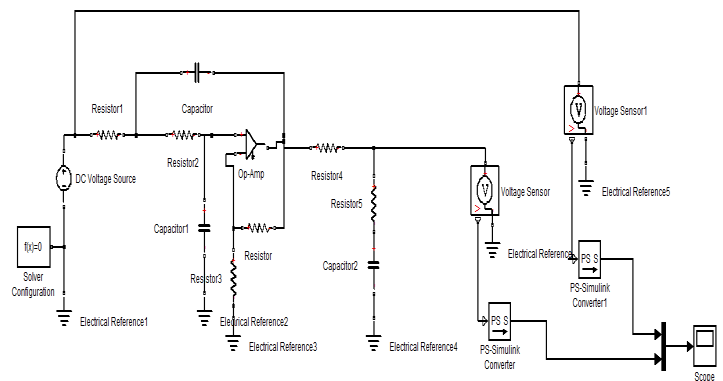 Resistor1
Capacitor
Voltage Sensor1
V
Resistor2
Op-Amp
DC Voltage Source
Resistor4
Voltage Sensor
V
Electrical Reference5
Resistor5
Capacitor1
f(x)=0
Solver
Configuration
Resistor
Resistor3
Capacitor2
Electrical Reference
PS S
PS-Simulink
Converter1
Electrical Reference1
Electrical Reference2
Electrical Reference3
Electrical Reference4
PS S
PS-Simulink
Converter
Scope